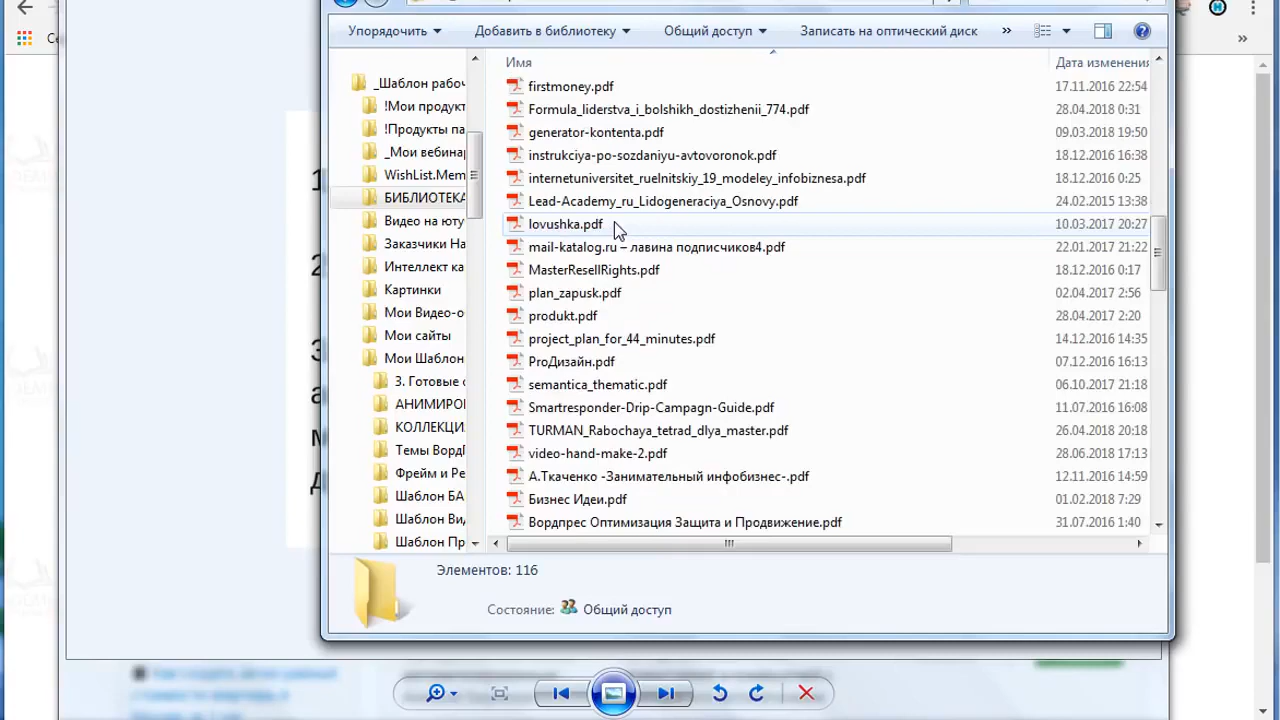 Упорядочить
Добавить в библиотеку
Общий доступ
Записать на оптический диск
»
Имя
Дата изменения
_Шаблон рабоч
!Мои продукт
!Продукты па
_Мои вебинар
WishList.Mem
БИБЛИОТЕКА
Видео на юту
Заказчики На
Интеллект ка
Картинки
Мои Видео-о
Мои сайты
Мои Шаблон
3. Готовые
АНИМИРО
КОЛЛЕКЦИ
Темы Ворд
Фрейм и Ре
Шаблон БА
Шаблон Ви
Шаблон Пр
firstmoney.pdf 17.11.2016 22:54
Formula_liderstva_i_bolshikh_dostizhenii_774.pdf 28.04.2018 0:31
generator-kontenta.pdf 09.03.2018 19:50
instrukciya-po-sozdaniyu-avtovoronok.pdf 18.12.2016 16:38
internetuniversitet_ruelnitskiy_19_modeley_infobiznesa.pdf 18.12.2016 0:25
Lead-Academy_ru_Lidogeneraciya_Osnovy.pdf 24.02.2015 13:38
lovushka.pdf 10.03.2017 20:27
mail-katalog.ru – лавина подписчиков4.pdf 22.01.2017 21:22
MasterResellRights.pdf 18.12.2016 0:17
plan_zapusk.pdf 02.04.2017 2:56
produkt.pdf 28.04.2017 2:20
project_plan_for_44_minutes.pdf 14.12.2016 14:35
ProДизайн.pdf 07.12.2016 16:13
semantica_thematic.pdf 06.10.2017 21:18
Smartresponder-Drip-Campagn-Guide.pdf 11.07.2016 16:08
TURMAN_Rabochaya_tetrad_dlya_master.pdf 26.04.2018 20:18
video-hand-make-2.pdf 28.06.2018 17:13
А.Ткаченко -Занимательный инфобизнес-.pdf 12.11.2016 14:59
Бизнес Идеи.pdf 01.02.2018 7:29
Вордпрес Оптимизация Защита и Продвижение.pdf 31.07.2016 1:40
Элементов: 116
Состояние: Общий доступ